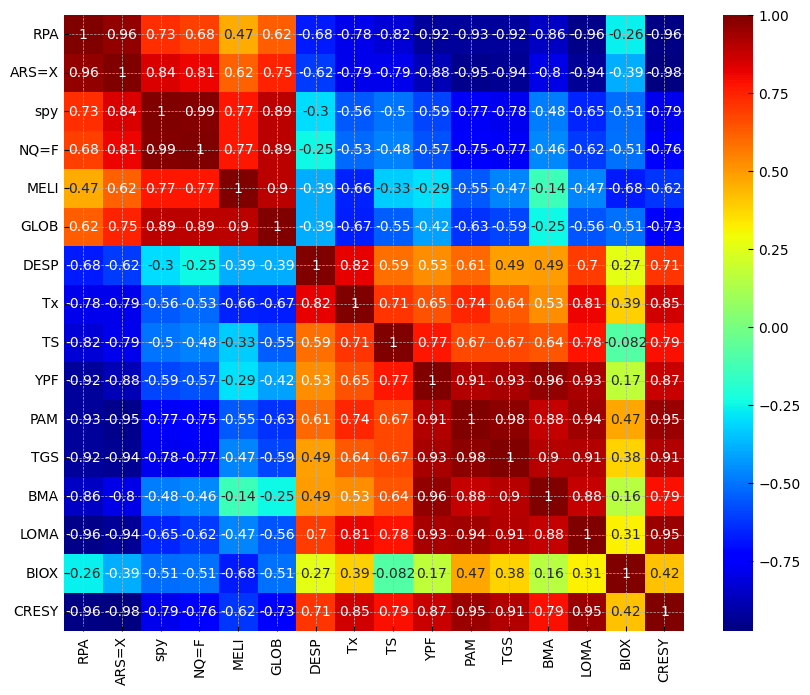 RPA 1 0.96 0.73 0.68 0.47 0.62 -0.68 -0.78 -0.82 -0.92 -0.93 -0.92 -0.86 -0.96 -0.26 -0.96
ARS=X 0.96 1 0.84 0.81 0.62 0.75 -0.62 -0.79 -0.79 -0.88 -0.95 -0.94 -0.8 -0.94 -0.39 -0.98
spy 0.73 0.84 1 0.99 0.77 0.89 -0.3 -0.56 -0.5 -0.59 -0.77 -0.78 -0.48 -0.65 -0.51 -0.79
NQ=F 0.68 0.81 0.99 1 0.77 0.89 -0.25 -0.53 -0.48 -0.57 -0.75 -0.77 -0.46 -0.62 -0.51 -0.76
MELI 0.47 0.62 0.77 0.77 1 0.9 -0.39 -0.66 -0.33 -0.29 -0.55 -0.47 -0.14 -0.47 -0.68 -0.62
GLOB 0.62 0.75 0.89 0.89 0.9 1 -0.39 -0.67 -0.55 -0.42 -0.63 -0.59 -0.25 -0.56 -0.51 -0.73
DESP -0.68 -0.62 -0.3 -0.25 -0.39 -0.39 1 0.82 0.59 0.53 0.61 0.49 0.49 0.7 0.27 0.71
Tx -0.78 -0.79 -0.56 -0.53 -0.66 -0.67 0.82 1 0.71 0.65 0.74 0.64 0.53 0.81 0.39 0.85
TS -0.82 -0.79 -0.5 -0.48 -0.33 -0.55 0.59 0.71 1 0.77 0.67 0.67 0.64 0.78 -0.082 0.79
YPF -0.92 -0.88 -0.59 -0.57 -0.29 -0.42 0.53 0.65 0.77 1 0.91 0.93 0.96 0.93 0.17 0.87
PAM -0.93 -0.95 -0.77 -0.75 -0.55 -0.63 0.61 0.74 0.67 0.91 1 0.98 0.88 0.94 0.47 0.95
TGS -0.92 -0.94 -0.78 -0.77 -0.47 -0.59 0.49 0.64 0.67 0.93 0.98 1 0.9 0.91 0.38 0.91
BMA -0.86 -0.8 -0.48 -0.46 -0.14 -0.25 0.49 0.53 0.64 0.96 0.88 0.9 1 0.88 0.16 0.79
LOMA -0.96 -0.94 -0.65 -0.62 -0.47 -0.56 0.7 0.81 0.78 0.93 0.94 0.91 0.88 1 0.31 0.95
BIOX -0.26 -0.39 -0.51 -0.51 -0.68 -0.51 0.27 0.39 -0.082 0.17 0.47 0.38 0.16 0.31 1 0.42
CRESY -0.96 -0.98 -0.79 -0.76 -0.62 -0.73 0.71 0.85 0.79 0.87 0.95 0.91 0.79 0.95 0.42 1
RPA ARS=X spy NQ=F MELI GLOB DESP Tx TS YPF PAM TGS BMA LOMA BIOX CRESY
1.00
0.75
0.50
0.25
0.00
−0.25
−0.50
−0.75